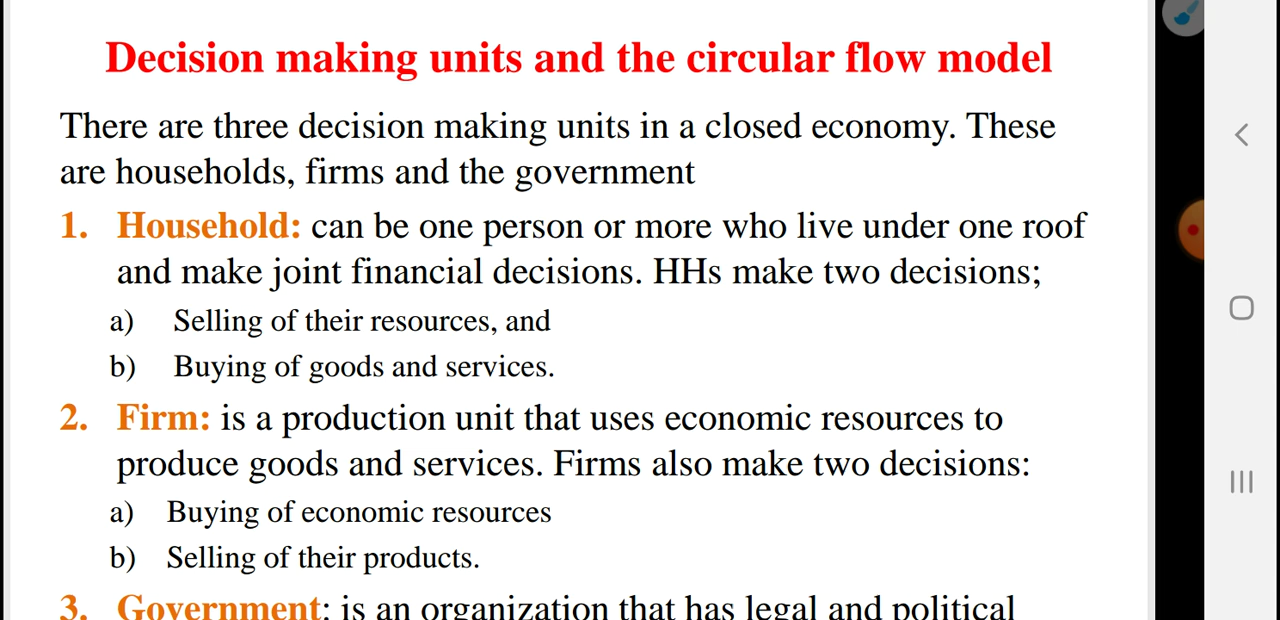 Decision making units and the circular flow model
There are three decision making units in a closed economy. These
are households, firms and the government
1. Household: can be one person or more who live under one roof
and make joint financial decisions. HHs make two decisions;
a) Selling of their resources, and
b) Buying of goods and services.
2. Firm: is a production unit that uses economic resources to
produce goods and services. Firms also make two decisions:
a) Buying of economic resources
b) Selling of their products.
3. Government: is an organization that has legal and political